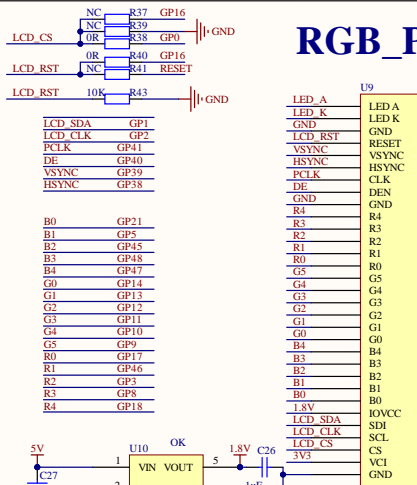 NC R37 GP16
NC R39
LCD_CS 0R R38 GP0 GND
0R R40 GP16
LCD_RST NC R41 RESET
LCD_RST 10K R43 GND
RGB_P
LCD_SDA GP1
LCD_CLK GP2
PCLK GP41
DE GP40
VSYNC GP39
HSYNC GP38
B0 GP21
B1 GP5
B2 GP45
B3 GP48
B4 GP47
G0 GP14
G1 GP13
G2 GP12
G3 GP11
G4 GP10
G5 GP9
R0 GP17
R1 GP46
R2 GP3
R3 GP8
R4 GP18
U9
LED_A LED A
LED_K LED K
GND GND
LCD_RST RESET
VSYNC VSYNC
HSYNC HSYNC
PCLK CLK
DE DEN
GND GND
R4 R4
R3 R3
R2 R2
R1 R1
R0 R0
G5 G5
G4 G4
G3 G3
G2 G2
G1 G1
G0 G0
B4 B4
B3 B3
B2 B2
B1 B1
B0 B0
1.8V IOVCC
LCD_SDA SDI
LCD_CLK SCL
LCD_CS CS
3V3 VCI
GND
5V U10 OK 1.8V C26
C27 1 VIN VOUT 5
2 1uF